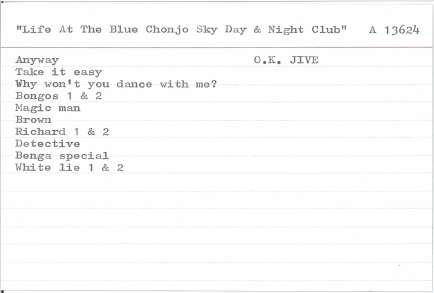 "Life At The Blue Chonjo Sky Day & Night Club" A 13624
Anyway O.K. JIVE
Take it easy
Why won't you dance with me?
Bongos 1 & 2
Magic man
Brown
Richard 1 & 2
Detective
Benga special
White lie 1 & 2